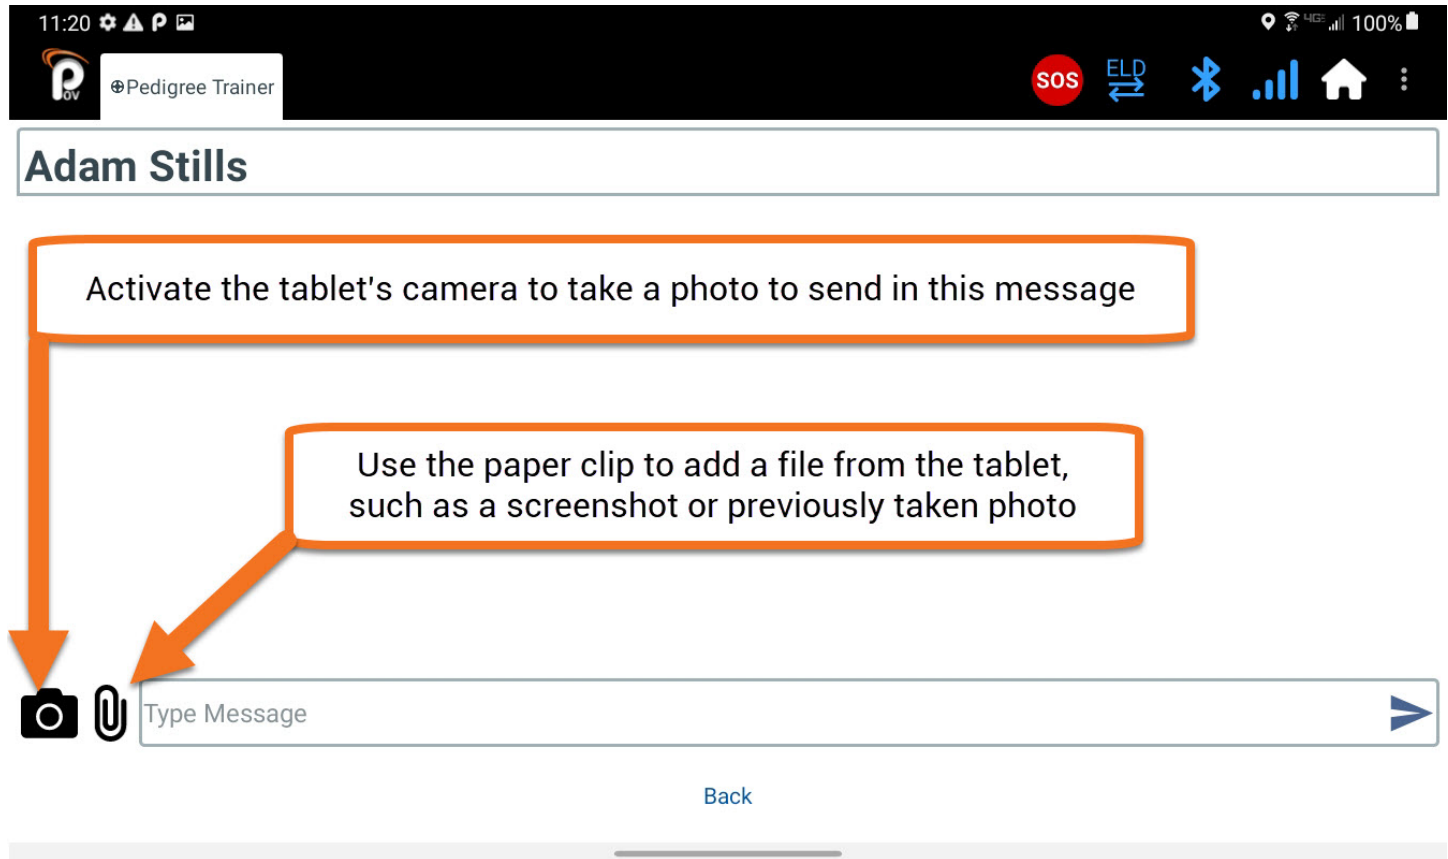 11:20
4GE
100%
Pov
Pedigree Trainer
SOS
ELD
Adam Stills
Activate the tablet's camera to take a photo to send in this message
Use the paper clip to add a file from the tablet,
such as a screenshot or previously taken photo
Type Message
Back